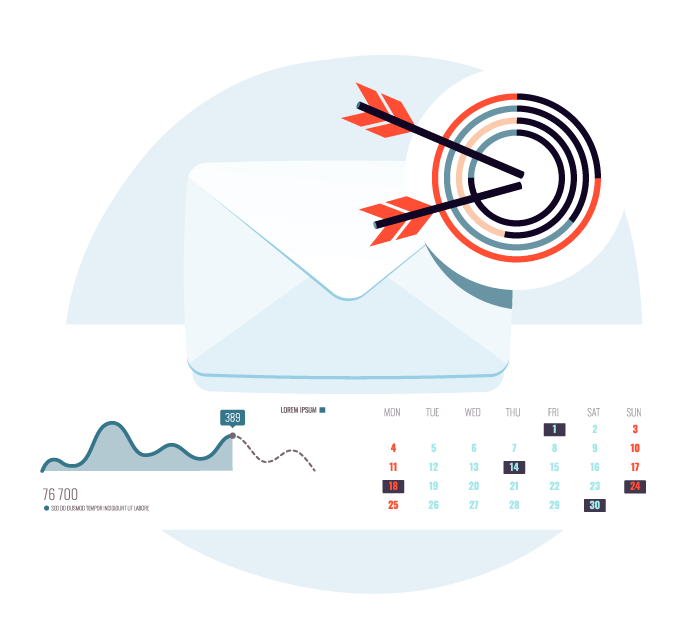 389
LOREM IPSUM
76 700
SED DO EIUSMOD TEMPOR INCIDIDUNT UT LABORE
MON TUE WED THU FRI SAT SUN
1 2 3
4 5 6 7 8 9 10
11 12 13 14 15 16 17
18 19 20 21 22 23 24
25 26 27 28 29 30